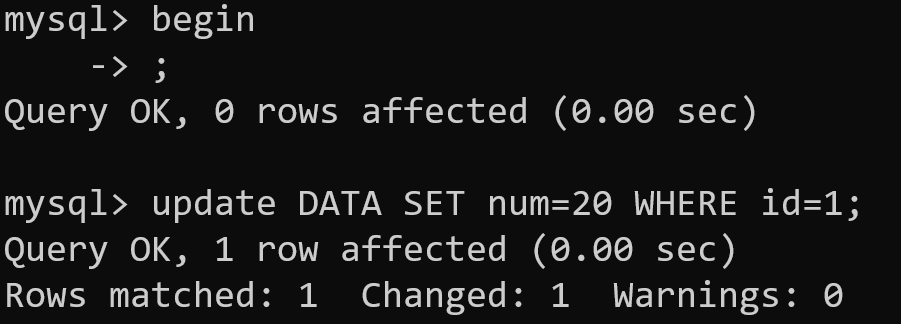 mysql> begin
    -> ;
Query OK, 0 rows affected (0.00 sec)
mysql> update DATA SET num=20 WHERE id=1;
Query OK, 1 row affected (0.00 sec)
Rows matched: 1  Changed: 1  Warnings: 0